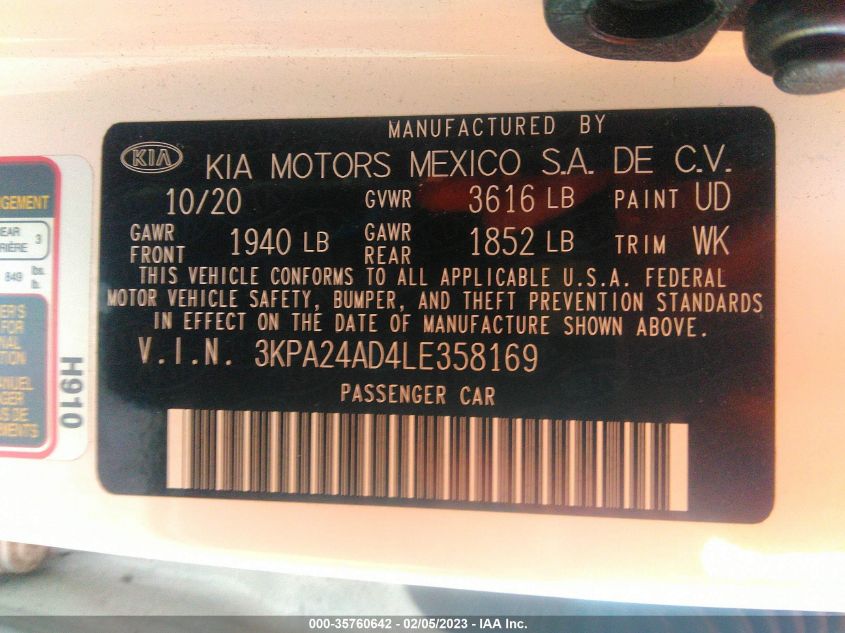 MANUFACTURED BY
KIA KIA MOTORS MEXICO S.A. DE C.V.
10/20 GVWR 3616 LB PAINT UD
GAWR FRONT 1940 LB GAWR REAR 1852 LB TRIM WK
THIS VEHICLE CONFORMS TO ALL APPLICABLE U.S.A. FEDERAL
MOTOR VEHICLE SAFETY, BUMPER, AND THEFT PREVENTION STANDARDS
IN EFFECT ON THE DATE OF MANUFACTURE SHOWN ABOVE.
V.I.N. 3KPA24AD4LE358169
PASSENGER CAR
3
849 lbs.
H910
000-35760642 - 02/05/2023 - IAA Inc.